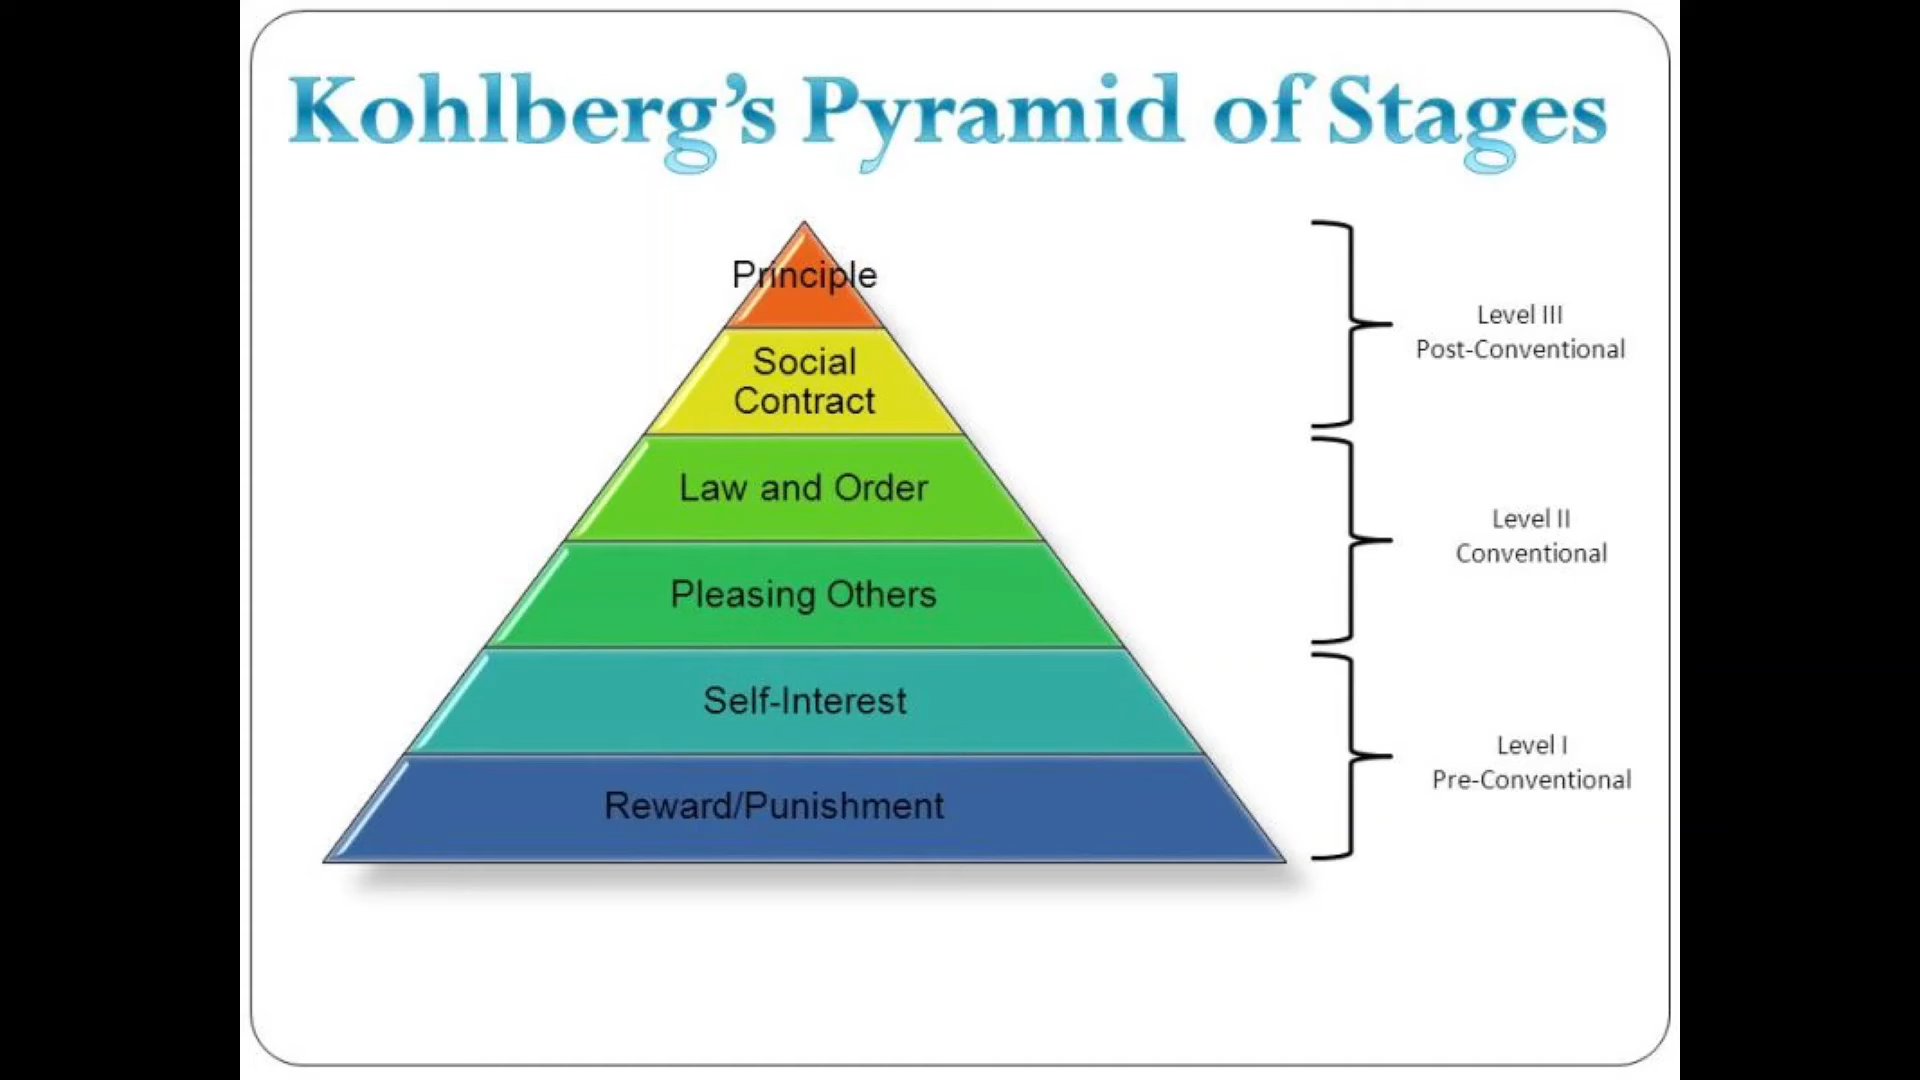 Kohlberg’s Pyramid of Stages
Principle
Social
Contract
Law and Order
Pleasing Others
Self-Interest
Reward/Punishment
Level III
Post-Conventional
Level II
Conventional
Level I
Pre-Conventional